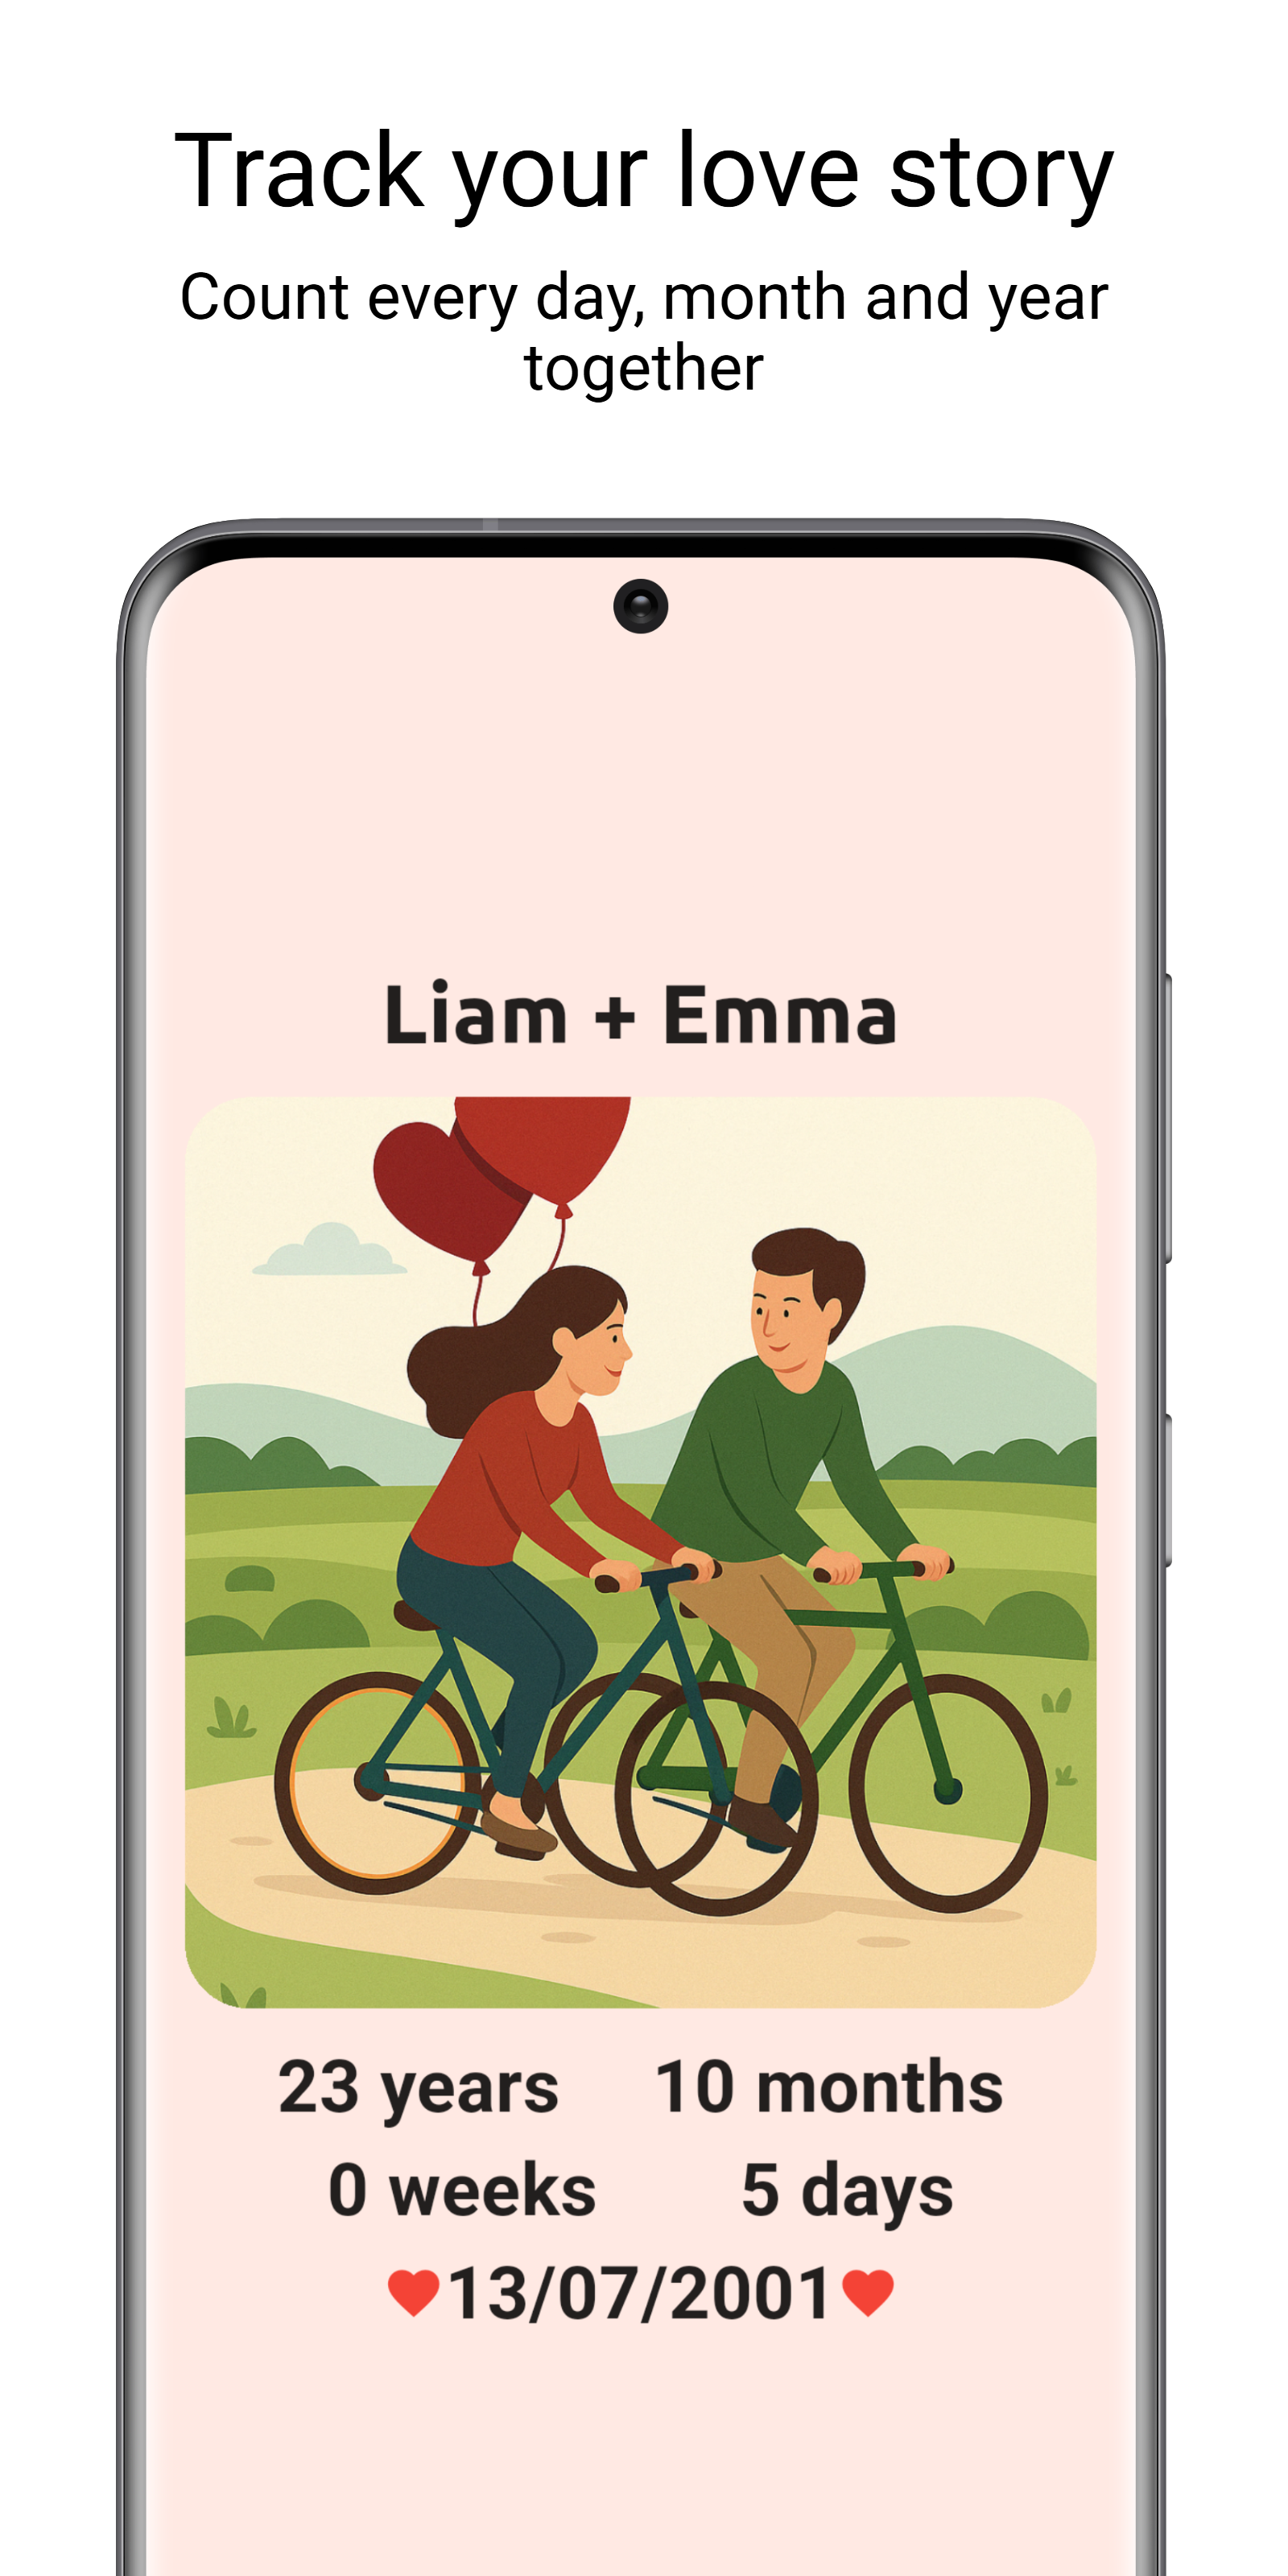 Track your love story
Count every day, month and year
together
Liam + Emma
23 years 10 months
0 weeks 5 days
❤13/07/2001❤